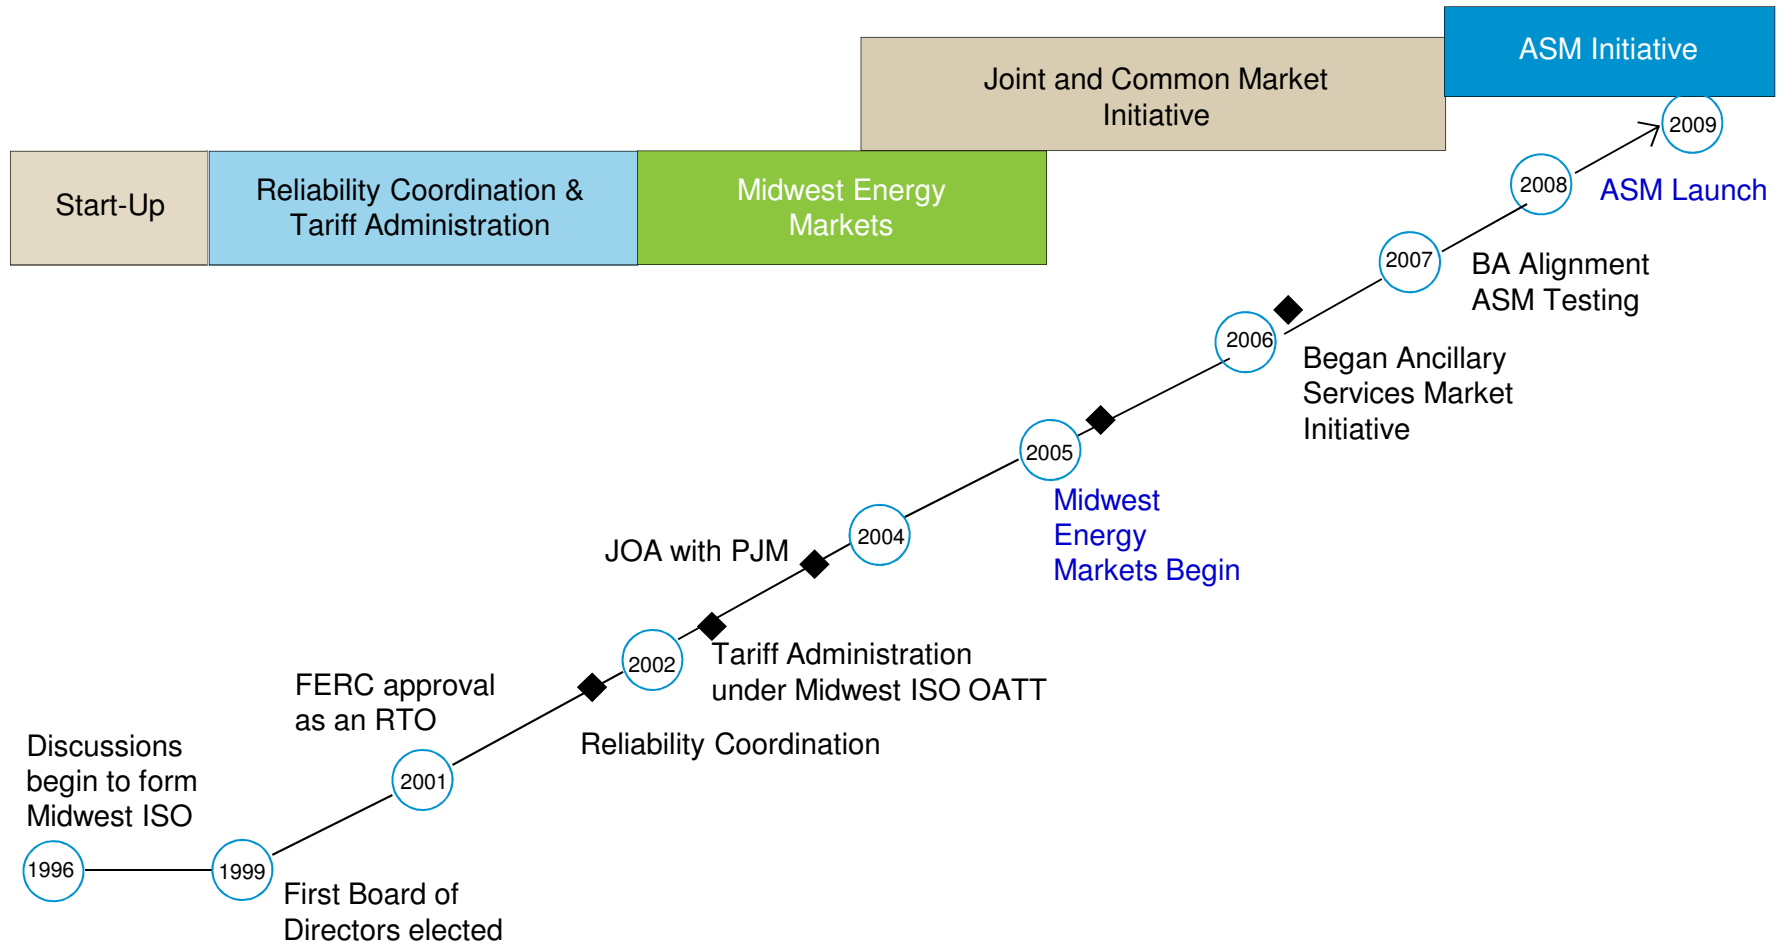 ASM Initiative
Joint and Common Market
Initiative
Start-Up
Reliability Coordination &
Tariff Administration
Midwest Energy
Markets
2009
ASM Launch
2008
2007
BA Alignment
ASM Testing
2006
Began Ancillary
Services Market
Initiative
2005
Midwest
Energy
Markets Begin
2004
JOA with PJM
2002
Tariff Administration
under Midwest ISO OATT
Reliability Coordination
FERC approval
as an RTO
2001
Discussions
begin to form
Midwest ISO
1996
1999
First Board of
Directors elected